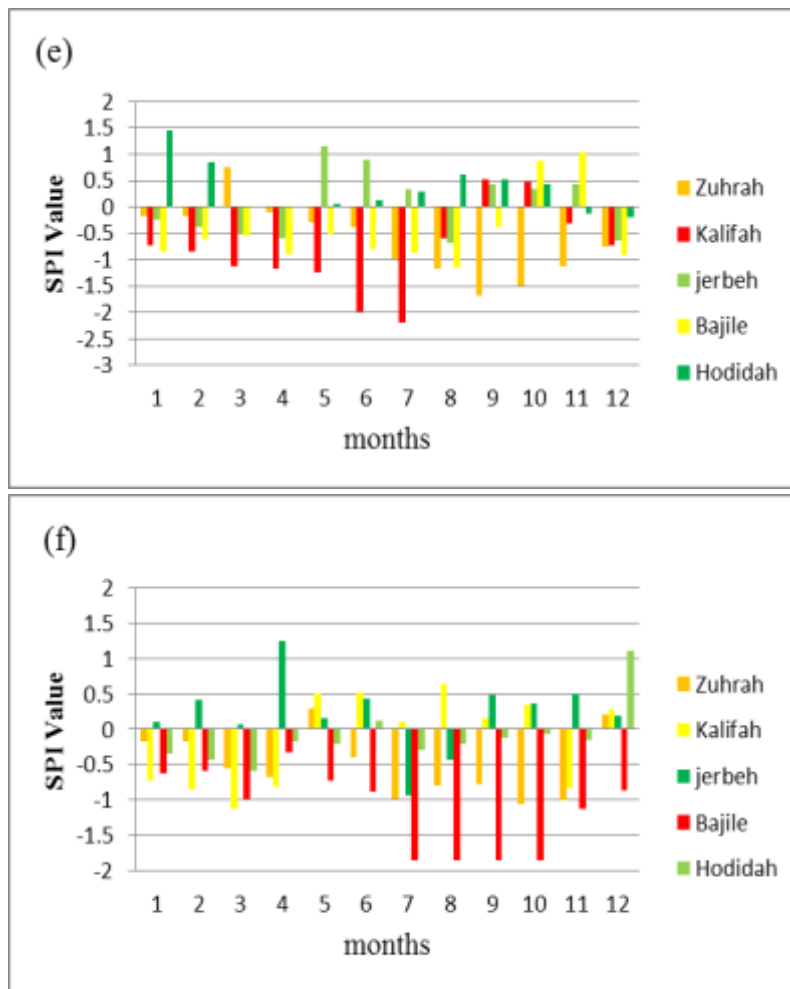 (e)
2
1.5
1
0.5
0
-0.5
-1
-1.5
-2
-2.5
-3
SPI Value
1 2 3 4 5 6 7 8 9 10 11 12
months
Zuhrah
Kalifah
jerbeh
Bajile
Hodidah
(f)
2
1.5
1
0.5
0
-0.5
-1
-1.5
-2
SPI Value
1 2 3 4 5 6 7 8 9 10 11 12
months
Zuhrah
Kalifah
jerbeh
Bajile
Hodidah